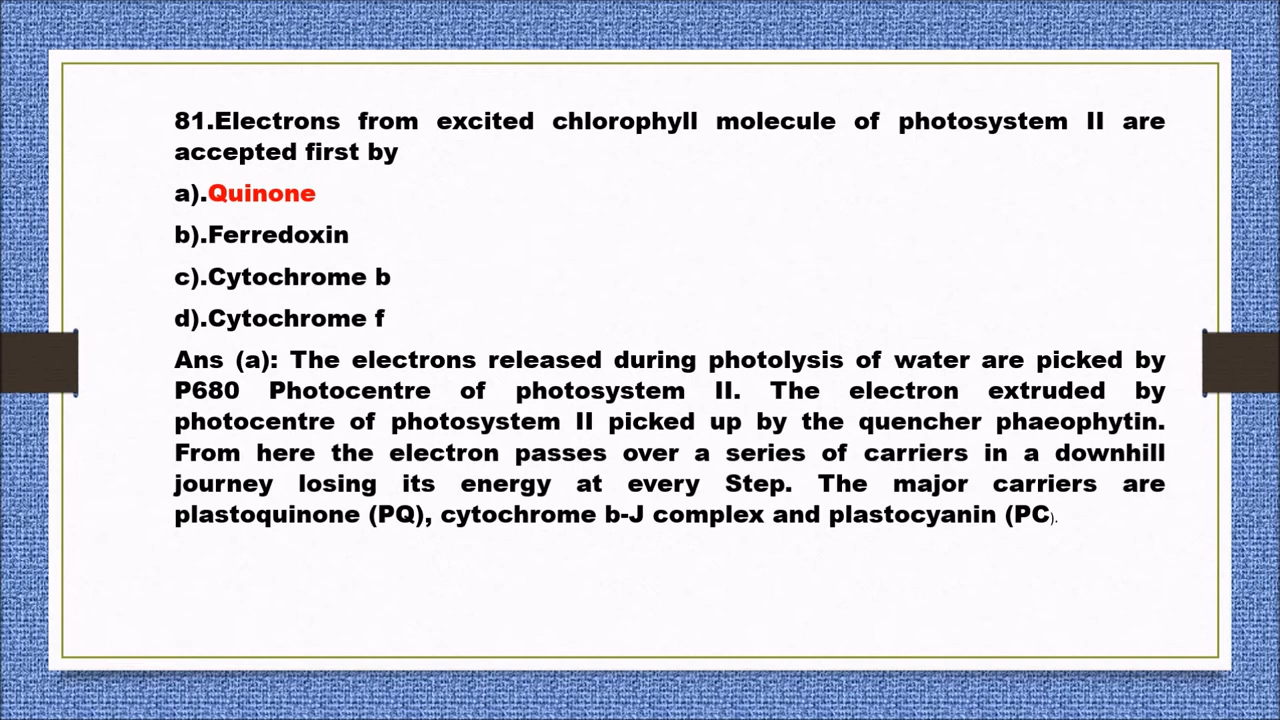 81.Electrons from excited chlorophyll molecule of photosystem II are
accepted first by
a).Quinone
b).Ferredoxin
c).Cytochrome b
d).Cytochrome f
Ans (a): The electrons released during photolysis of water are picked by
P680 Photocentre of photosystem II. The electron extruded by
photocentre of photosystem II picked up by the quencher phaeophytin.
From here the electron passes over a series of carriers in a downhill
journey losing its energy at every Step. The major carriers are
plastoquinone (PQ), cytochrome b-J complex and plastocyanin (PC).